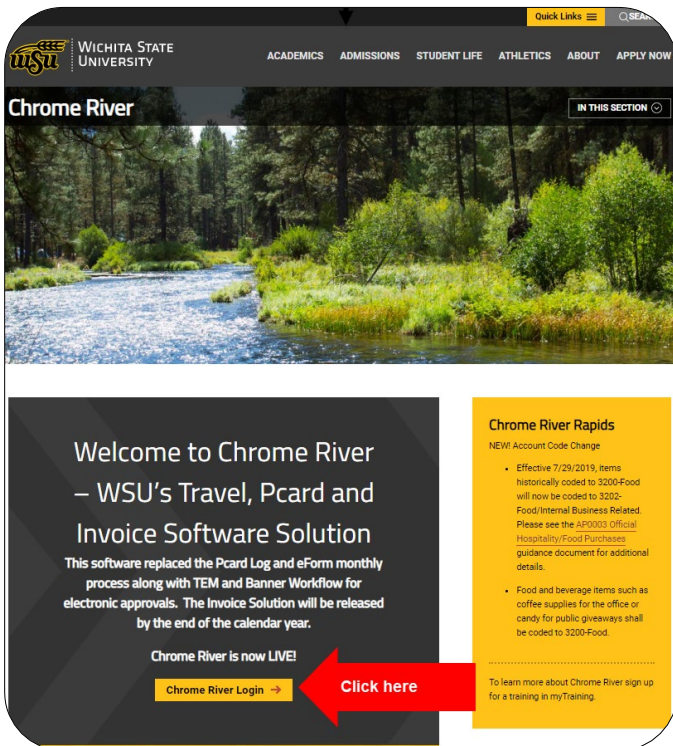 Quick Links
WSU
WICHITA STATE
UNIVERSITY
ACADEMICS ADMISSIONS STUDENT LIFE ATHLETICS ABOUT APPLY NOW
Chrome River
IN THIS SECTION
Welcome to Chrome River
– WSU's Travel, Pcard and
Invoice Software Solution
This software replaced the Pcard Log and eForm monthly
process along with TEM and Banner Workflow for
electronic approvals. The Invoice Solution will be released
by the end of the calendar year.
Chrome River is now LIVE!
Chrome River Login →
Click here
Chrome River Rapids
NEW! Account Code Change
• Effective 7/29/2019, items
historically coded to 3200-Food
will now be coded to 3202-
Food/Internal Business Related.
Please see the AP0003 Official
Hospitality/Food Purchases
guidance document for additional
details.
• Food and beverage items such as
coffee supplies for the office or
candy for public giveaways shall
be coded to 3200-Food.
To learn more about Chrome River sign up
for a training in myTraining.